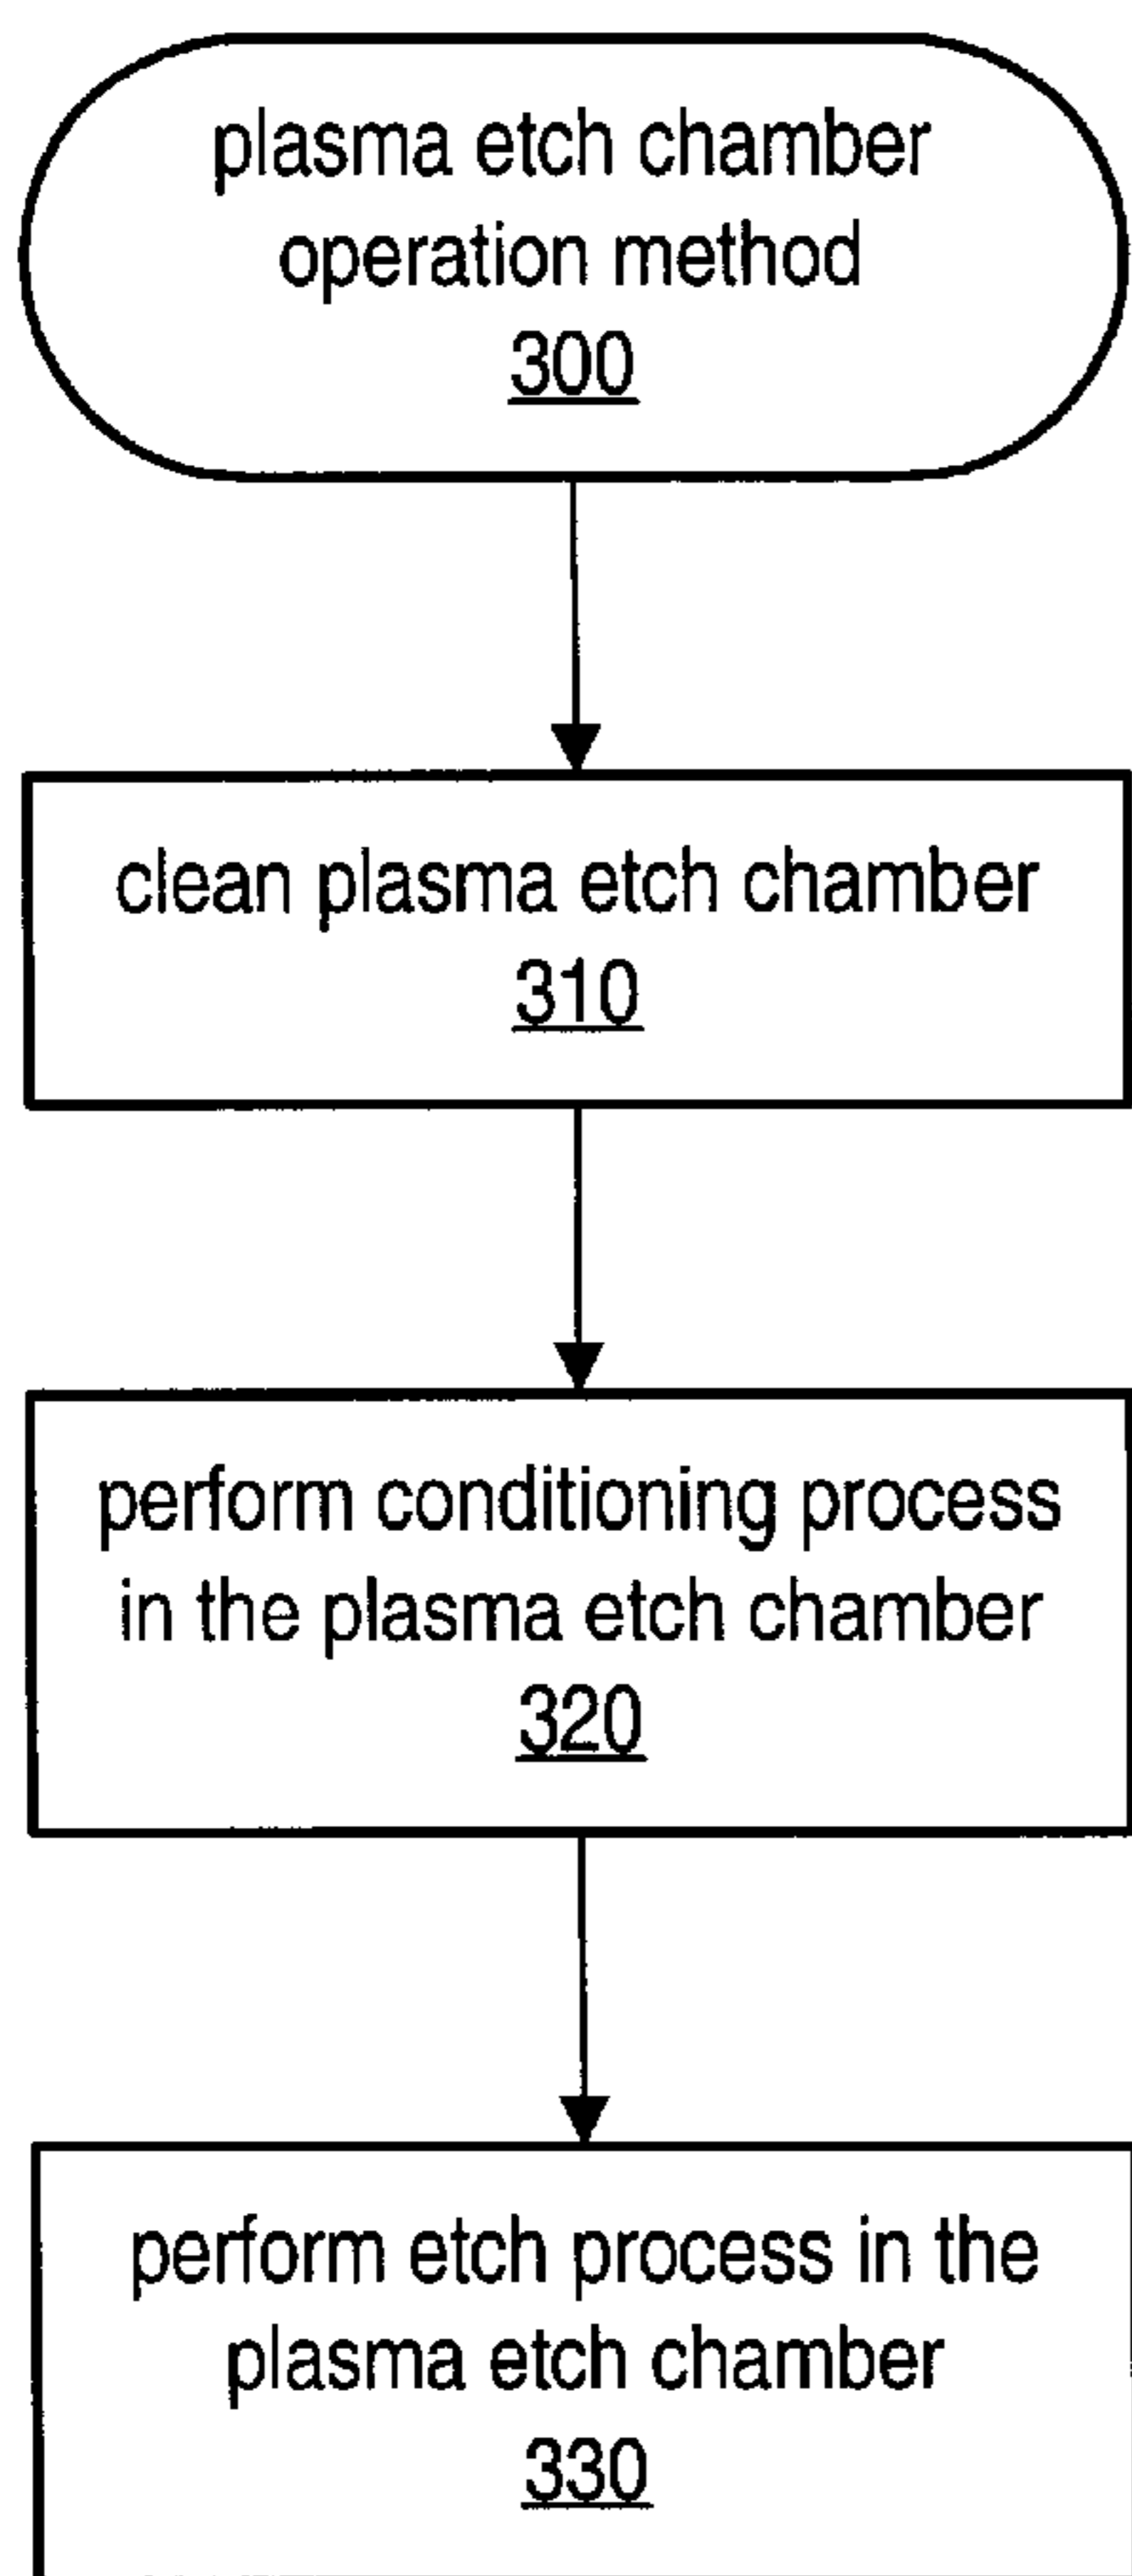 plasma etch chamber
operation method
300
clean plasma etch chamber
310
perform conditioning process
in the plasma etch chamber
320
perform etch process in the
plasma etch chamber
330